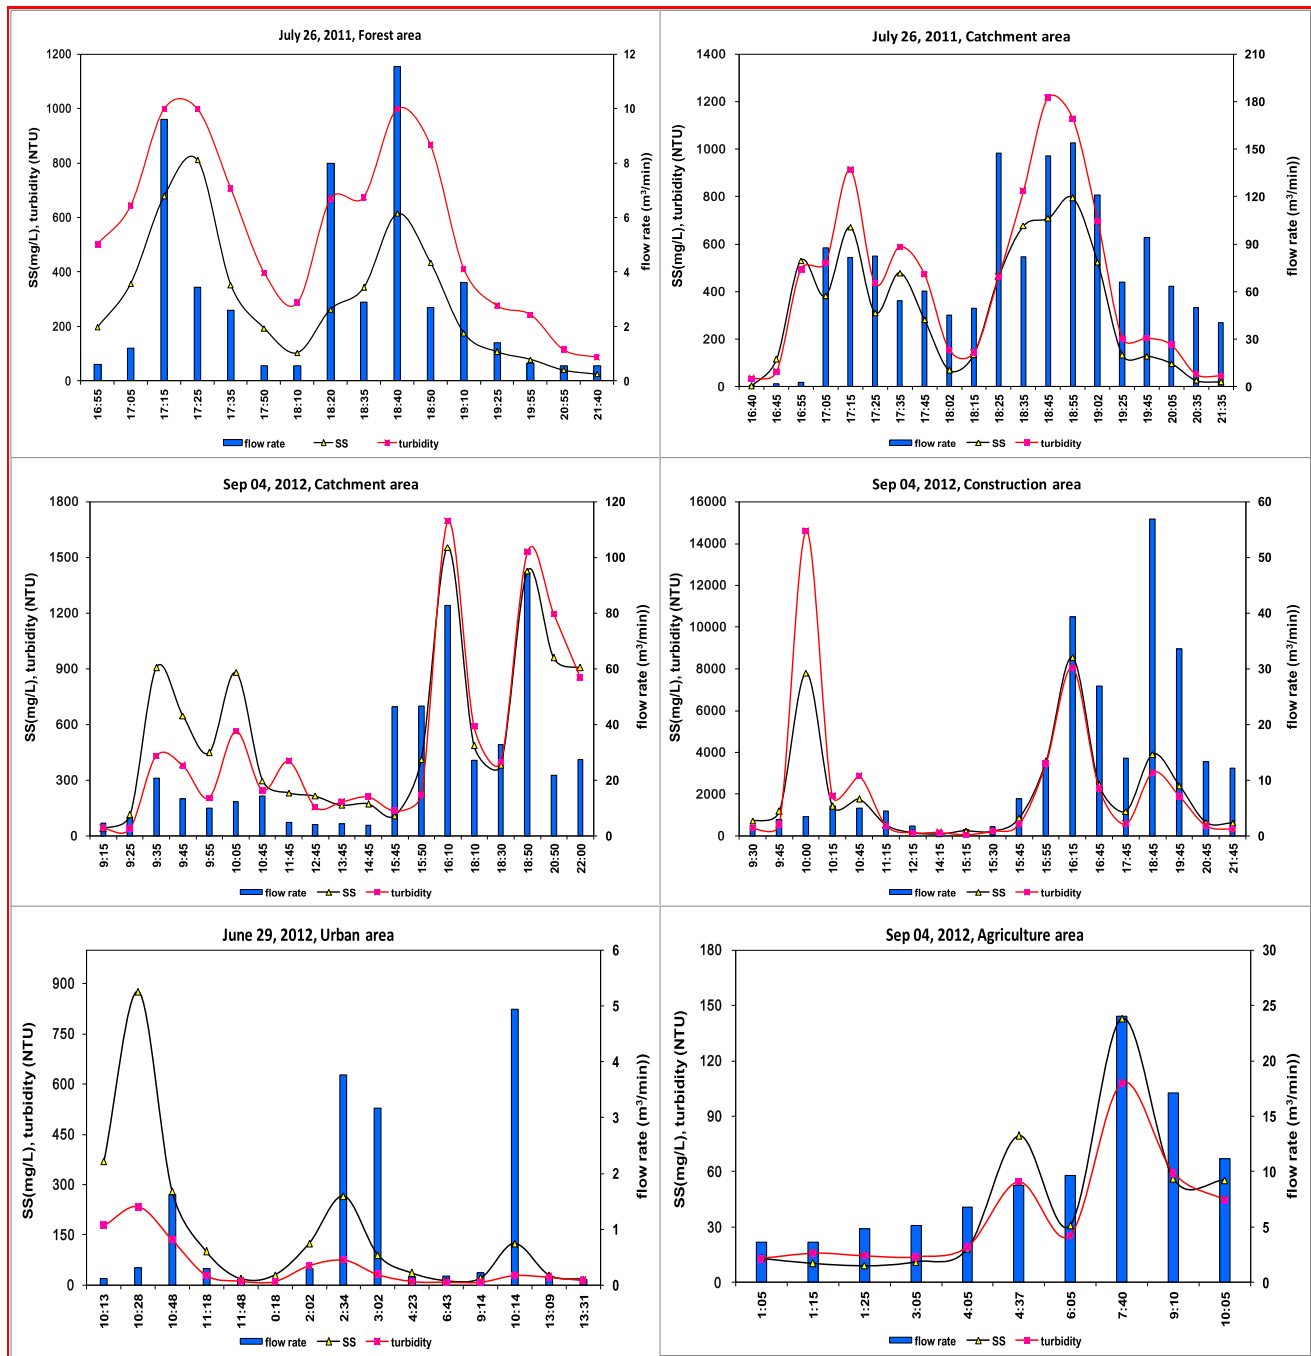 July 26, 2011, Forest area
1200
1000
800
600
400
200
0
SS(mg/L), turbidity (NTU)
12
10
8
6
4
2
0
flow rate (m³/min))
16:55 17:05 17:15 17:25 17:35 17:50 18:10 18:20 18:35 18:40 18:50 19:10 19:25 19:55 20:55 21:40
flow rate SS turbidity
July 26, 2011, Catchment area
1400
1200
1000
800
600
400
200
0
SS(mg/L), turbidity (NTU)
210
180
150
120
90
60
30
0
flow rate (m³/min))
16:40 16:45 16:55 17:05 17:15 17:25 17:35 17:45 18:02 18:15 18:25 18:35 18:45 18:55 19:02 19:25 19:45 20:05 20:35 21:35
flow rate SS turbidity
Sep 04, 2012, Catchment area
1800
1500
1200
900
600
300
0
SS(mg/L), turbidity (NTU)
120
100
80
60
40
20
0
flow rate (m³/min))
9:15 9:25 9:35 9:45 9:55 10:05 10:45 11:45 12:45 13:45 14:45 15:45 15:50 16:10 18:10 18:30 18:50 20:50 22:00
flow rate SS turbidity
Sep 04, 2012, Construction area
16000
14000
12000
10000
8000
6000
4000
2000
0
SS(mg/L), turbidity (NTU)
60
50
40
30
20
10
0
flow rate (m³/min))
9:30 9:45 10:00 10:15 10:45 11:15 12:15 14:15 15:15 15:30 15:45 15:55 16:15 16:45 17:45 18:45 19:45 20:45 21:45
flow rate SS turbidity
June 29, 2012, Urban area
900
750
600
450
300
150
0
SS(mg/L), turbidity (NTU)
6
5
4
3
2
1
0
flow rate (m³/min))
10:13 10:28 10:48 11:18 11:48 0:18 2:02 2:34 3:02 4:23 6:43 9:14 10:14 13:09 13:31
flow rate SS turbidity
Sep 04, 2012, Agriculture area
180
150
120
90
60
30
0
SS(mg/L), turbidity (NTU)
30
25
20
15
10
5
0
flow rate (m³/min))
1:05 1:15 1:25 3:05 4:05 4:37 6:05 7:40 9:10 10:05
flow rate SS turbidity